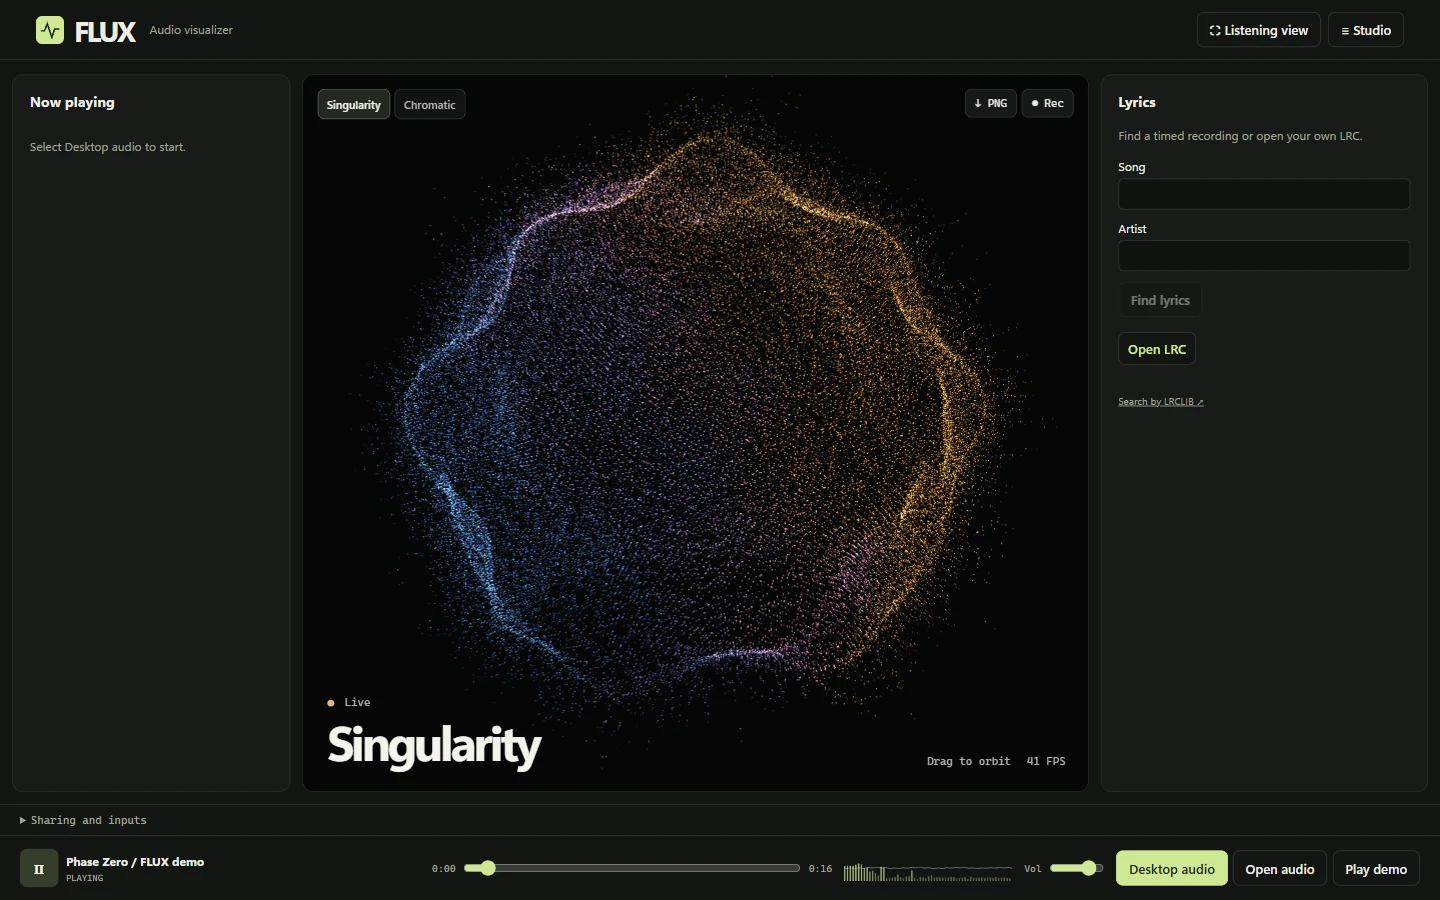 FLUX Audio visualizer
Listening view
≡ Studio
Now playing
Select Desktop audio to start.
Singularity
Chromatic
↓ PNG
● Rec
Live
Singularity
Drag to orbit 41 FPS
Lyrics
Find a timed recording or open your own LRC.
Song
Artist
Find lyrics
Open LRC
Search by LRCLIB ↗
▶ Sharing and inputs
Phase Zero / FLUX demo
PLAYING
0:00
0:16
Vol
Desktop audio
Open audio
Play demo